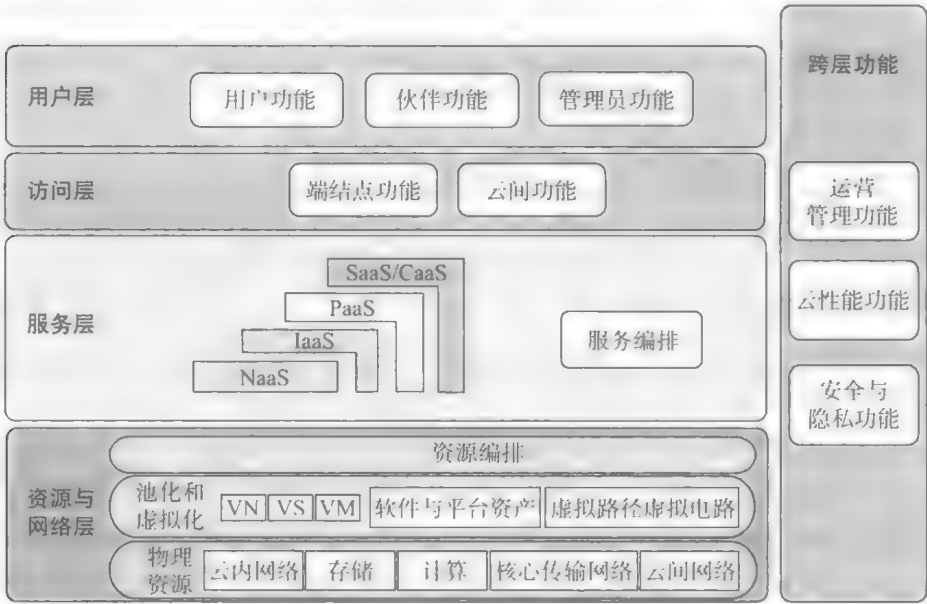 用户层
用户功能
伙伴功能
管理员功能
访问层
端结点功能
云间功能
服务层
SaaS/CaaS
PaaS
IaaS
NaaS
服务编排
资源与
网络层
资源编排
池化和
虚拟化
VN
VS
VM
软件与平台资产
虚拟路径虚拟电路
物理
资源
云内网络
存储
计算
核心传输网络
云间网络
跨层功能
运营
管理功能
云性能功能
安全与
隐私功能